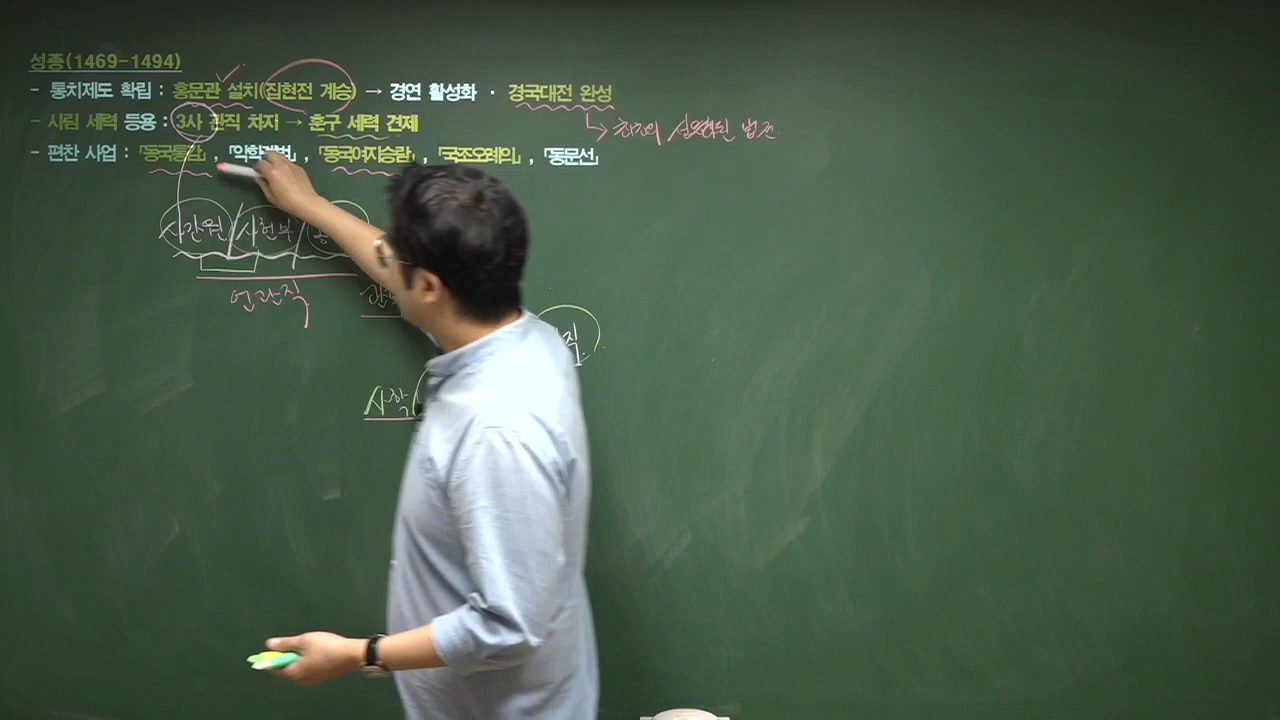 성종(1469-1494)
- 통치제도 확립 : 홍문관 설치(집현전 계승) → 경연 활성화 · 경국대전 완성
- 사림 세력 등용 : 3사 관직 차지 → 훈구 세력 견제
- 편찬 사업 : 「동국통감」, 「악학궤범」, 「동국여지승람」, 「국조오례의」, 「동문선」
최초의 성문화된 법전
사간원 / 사헌부 / 홍
언관직
사학
직